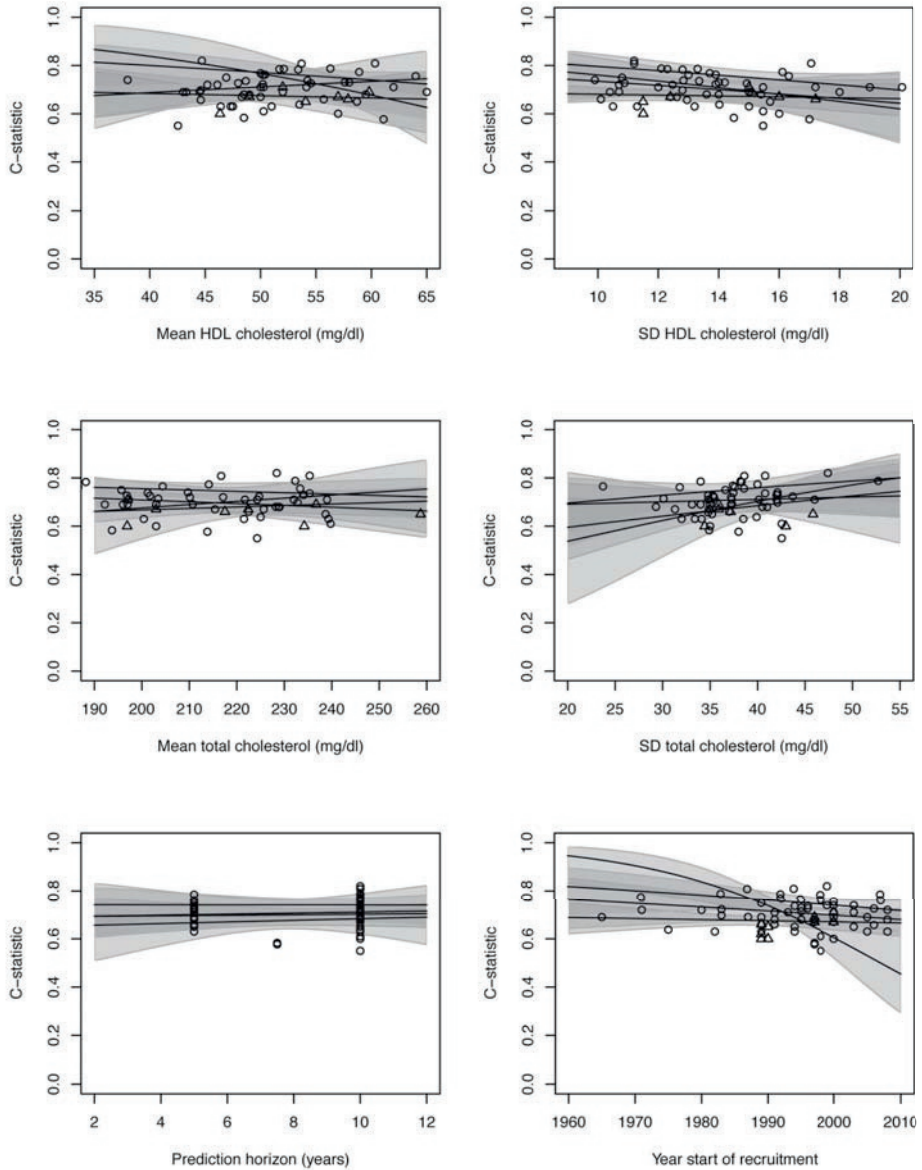 1.0
0.8
0.6
0.4
0.2
0.0
C−statistic
35 40 45 50 55 60 65
Mean HDL cholesterol (mg/dl)
1.0
0.8
0.6
0.4
0.2
0.0
C−statistic
10 12 14 16 18 20
SD HDL cholesterol (mg/dl)
1.0
0.8
0.6
0.4
0.2
0.0
C−statistic
190 200 210 220 230 240 250 260
Mean total cholesterol (mg/dl)
1.0
0.8
0.6
0.4
0.2
0.0
C−statistic
20 25 30 35 40 45 50 55
SD total cholesterol (mg/dl)
1.0
0.8
0.6
0.4
0.2
0.0
C−statistic
2 4 6 8 10 12
Prediction horizon (years)
1.0
0.8
0.6
0.4
0.2
0.0
C−statistic
1960 1970 1980 1990 2000 2010
Year start of recruitment